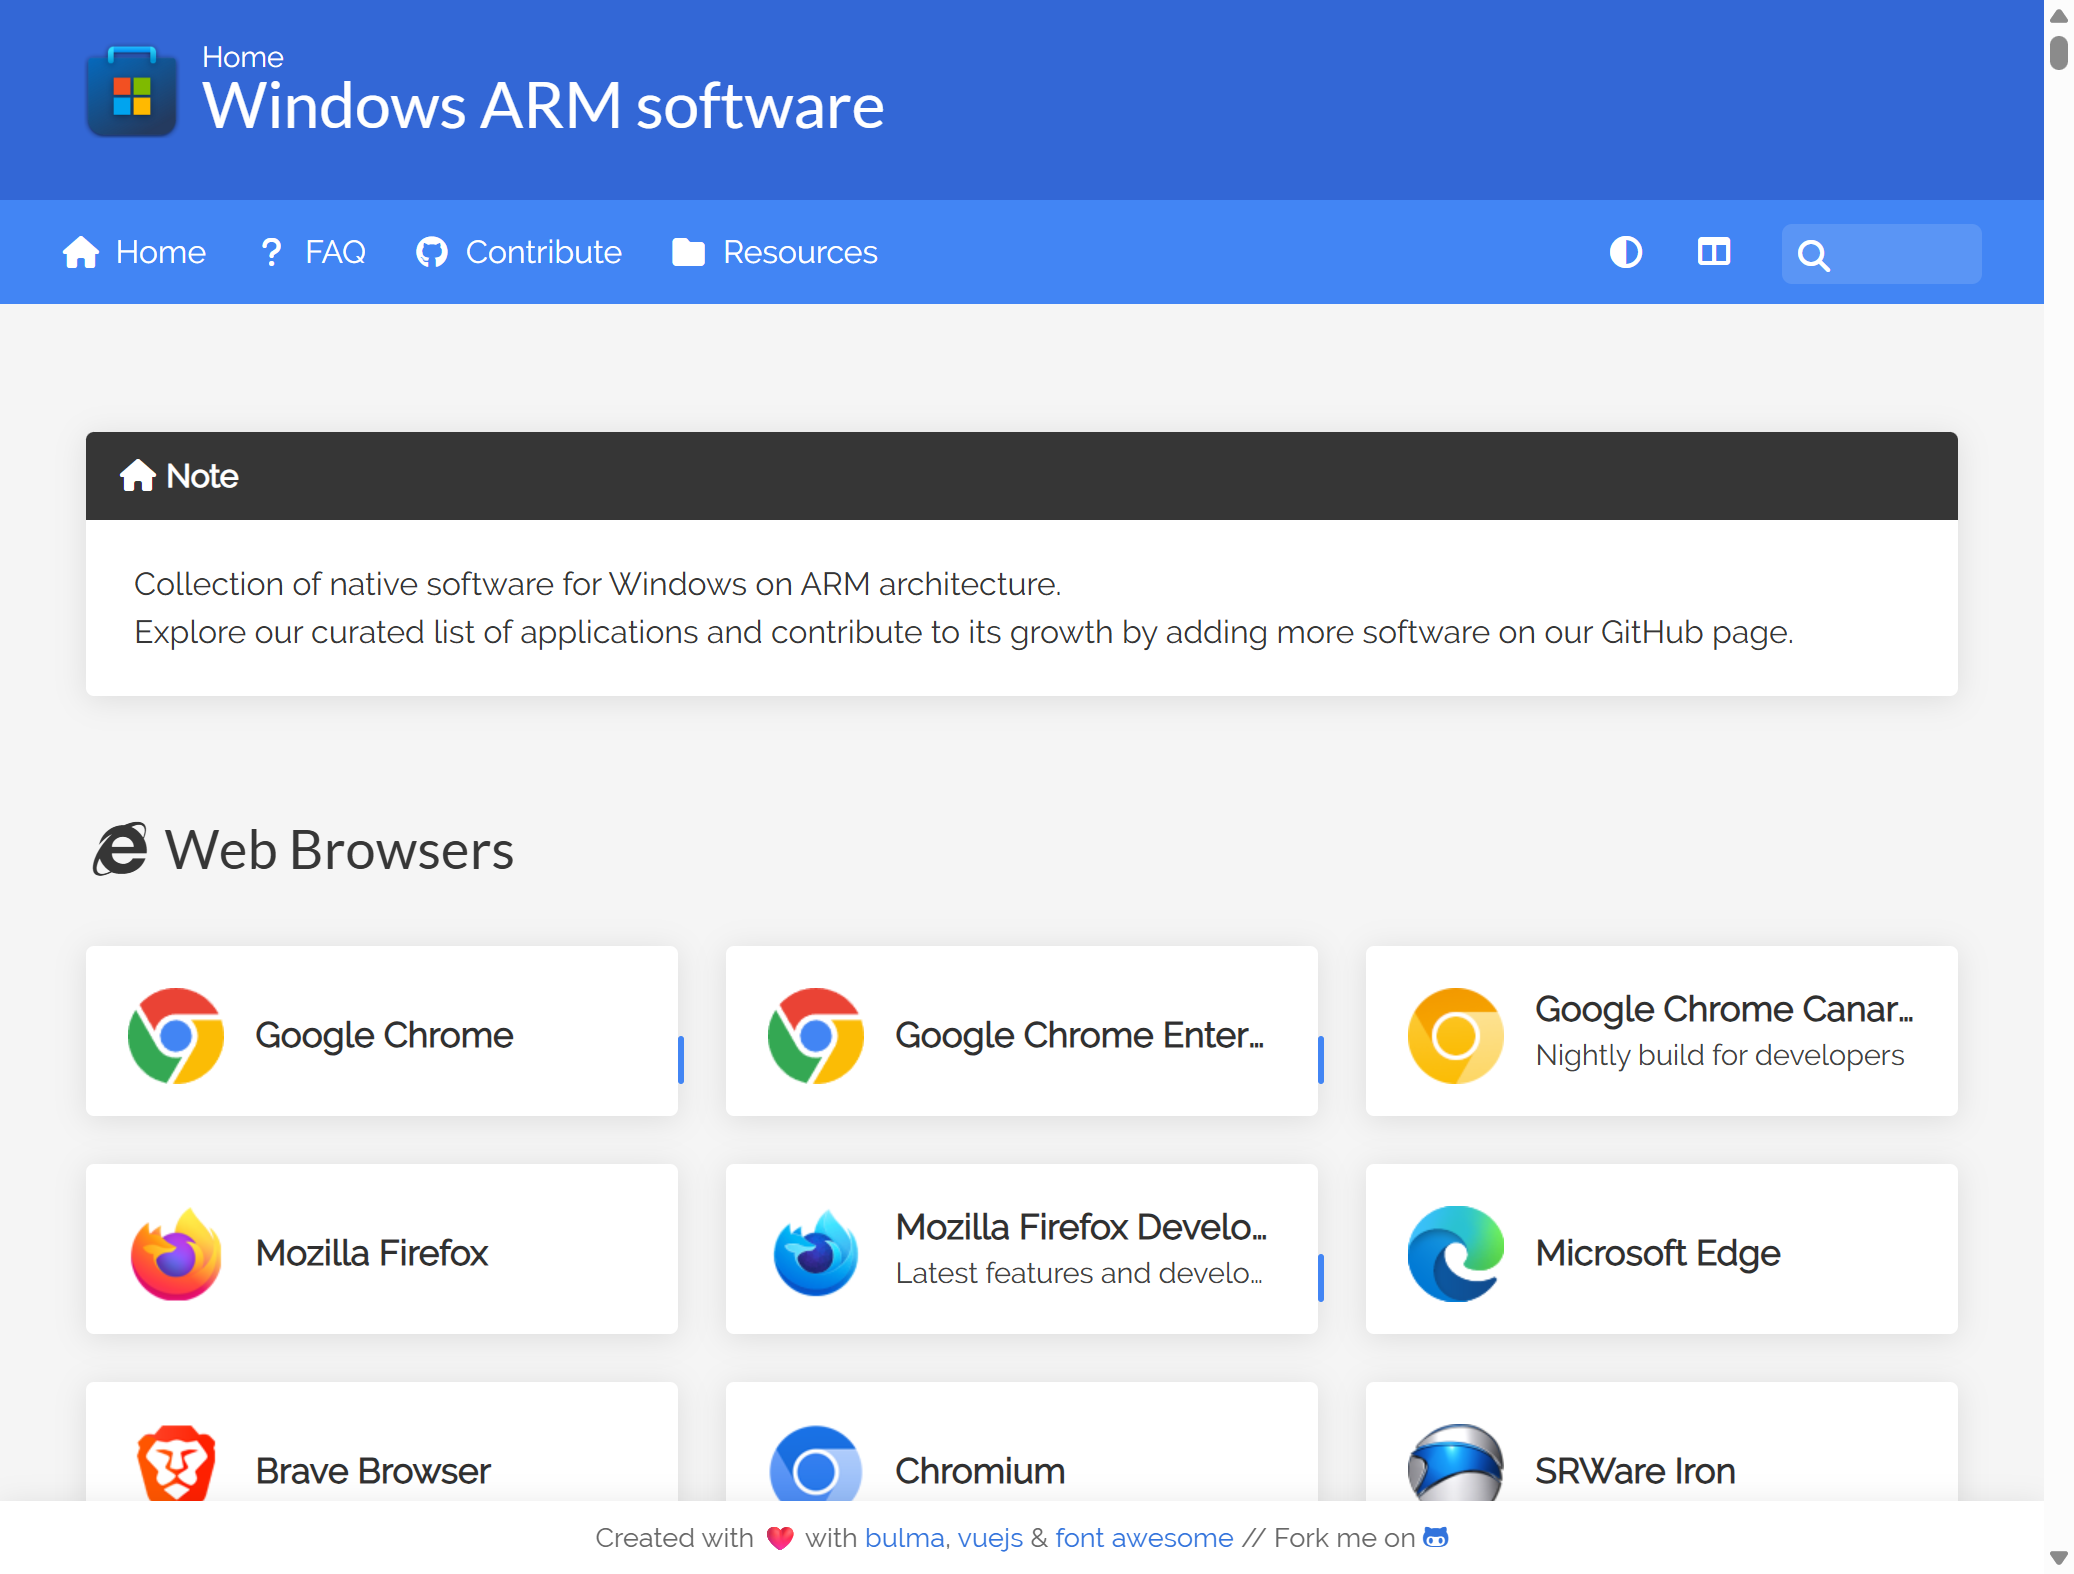 Home
Windows ARM software
Home
? FAQ
Contribute
Resources
Note
Collection of native software for Windows on ARM architecture.
Explore our curated list of applications and contribute to its growth by adding more software on our GitHub page.
Web Browsers
Google Chrome
Google Chrome Enter...
Google Chrome Canar...
Nightly build for developers
Mozilla Firefox
Mozilla Firefox Develo...
Latest features and develo...
Microsoft Edge
Brave Browser
Chromium
SRWare Iron
Created with ❤️ with bulma, vuejs & font awesome // Fork me on